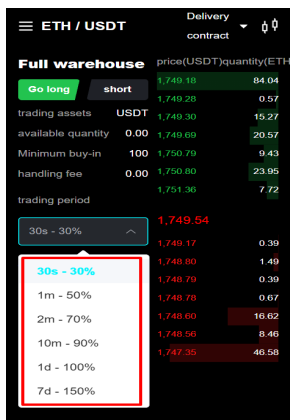 ETH / USDT
Delivery
contract
Full warehouse
Go long
short
trading assets USDT
available quantity 0.00
Minimum buy-in 100
handling fee 0.00
trading period
30s - 30%
30s - 30%
1m - 50%
2m - 70%
10m - 90%
1d - 100%
7d - 150%
price(USDT)quantity(ETH
1,749.18 84.04
1,749.28 0.57
1,749.30 15.27
1,749.69 20.57
1,750.79 9.43
1,750.80 23.95
1,751.36 7.72
1,749.54
1,749.17 0.39
1,748.80 1.49
1,748.79 0.39
1,748.78 0.67
1,748.60 16.62
1,748.56 8.46
1,747.35 46.58